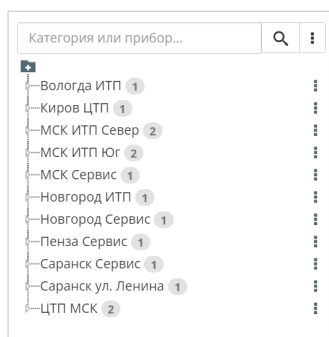 Категория или прибор...
Вологда ИТП 1
Киров ЦТП 1
МСК ИТП Север 2
МСК ИТП Юг 2
МСК Сервис 1
Новгород ИТП 1
Новгород Сервис 1
Пенза Сервис 1
Саранск Сервис 1
Саранск ул. Ленина 1
ЦТП МСК 2